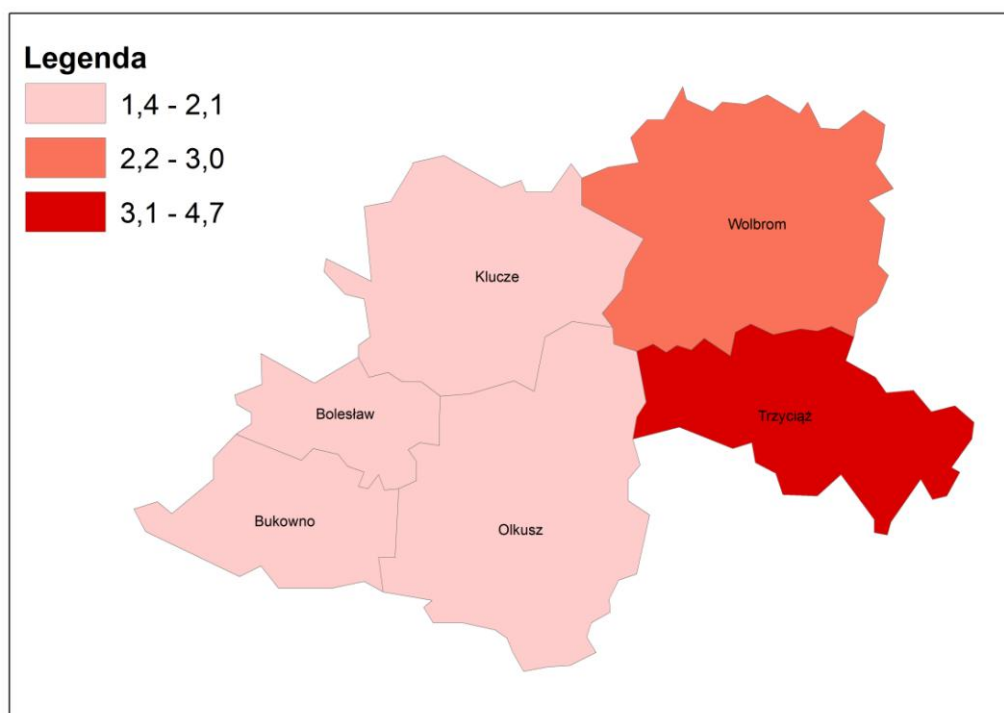 Legenda
1,4 - 2,1
2,2 - 3,0
3,1 - 4,7
Wolbrom
Klucze
Bolesław
Trzyciąż
Bukowno
Olkusz